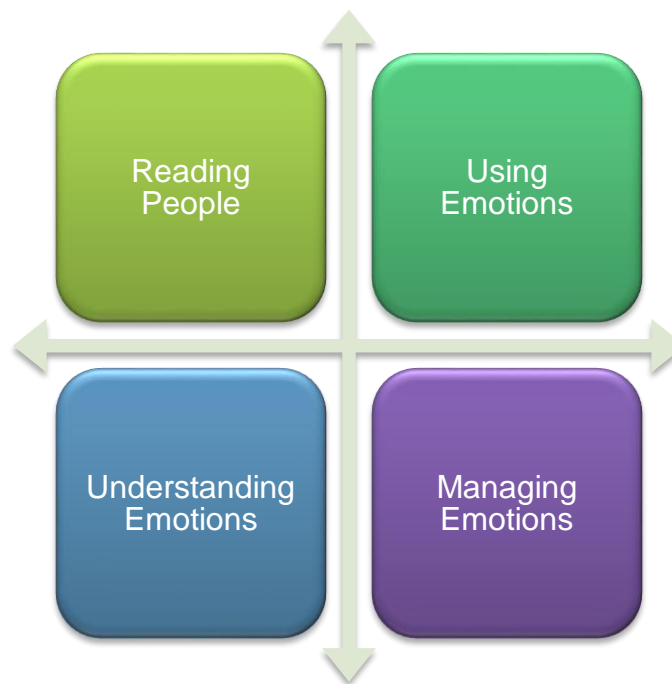 Reading
People
Using
Emotions
Understanding
Emotions
Managing
Emotions